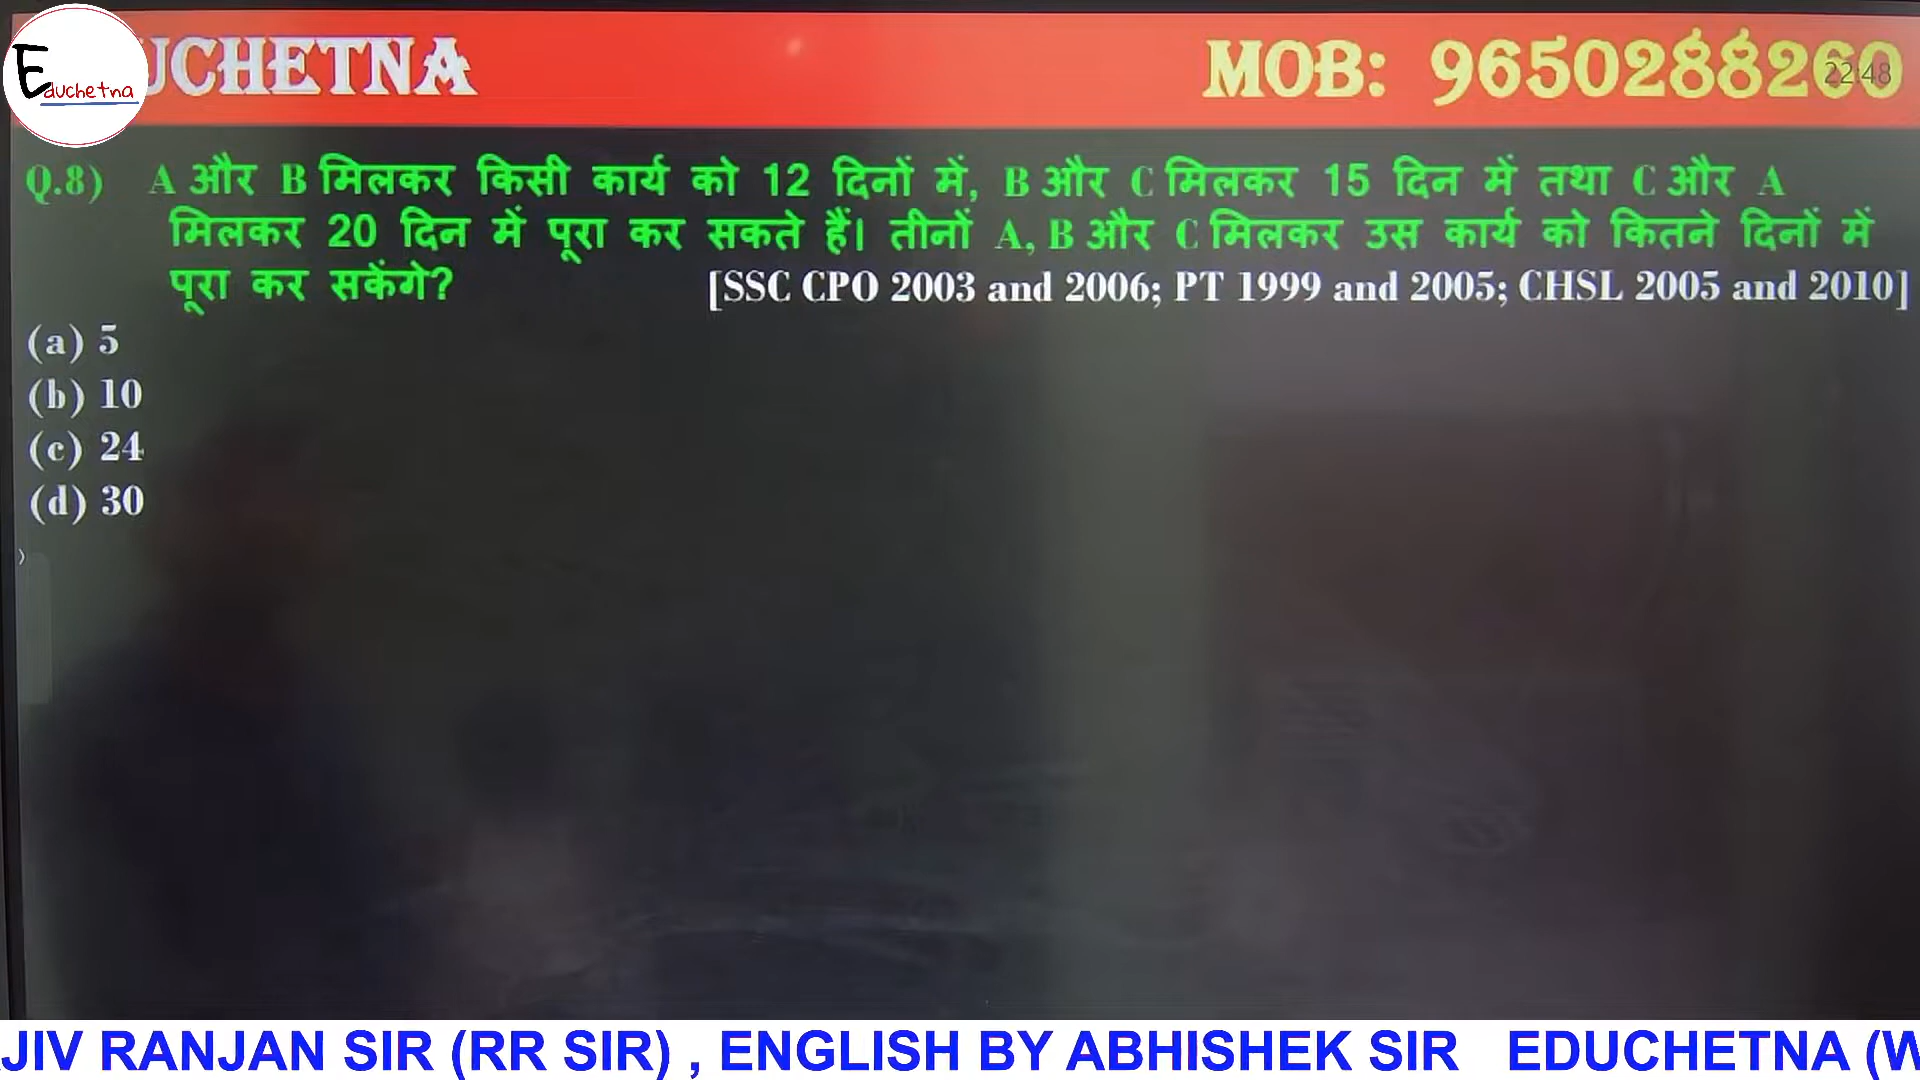 Educhetna
UCHETNA
MOB: 9650288260
22:48
Q.8) A और B मिलकर किसी कार्य को 12 दिनों में, B और C मिलकर 15 दिन में तथा C और A
मिलकर 20 दिन में पूरा कर सकते हैं। तीनों A, B और C मिलकर उस कार्य को कितने दिनों में
पूरा कर सकेंगे? [SSC CPO 2003 and 2006; PT 1999 and 2005; CHSL 2005 and 2010]
(a) 5
(b) 10
(c) 24
(d) 30
JIV RANJAN SIR (RR SIR) , ENGLISH BY ABHISHEK SIR EDUCHETNA (W